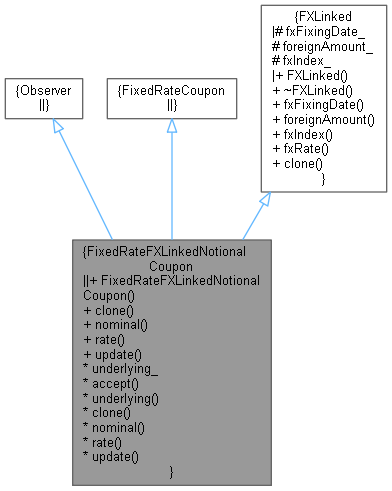 {FXLinked
|# fxFixingDate_
# foreignAmount_
# fxIndex_
|+ FXLinked()
+ ~FXLinked()
+ fxFixingDate()
+ foreignAmount()
+ fxIndex()
+ fxRate()
+ clone()
}
{Observer
||}
{FixedRateCoupon
||}
{FixedRateFXLinkedNotional
Coupon
||+ FixedRateFXLinkedNotional
Coupon()
+ clone()
+ nominal()
+ rate()
+ update()
* underlying_
* accept()
* underlying()
* clone()
* nominal()
* rate()
* update()
}